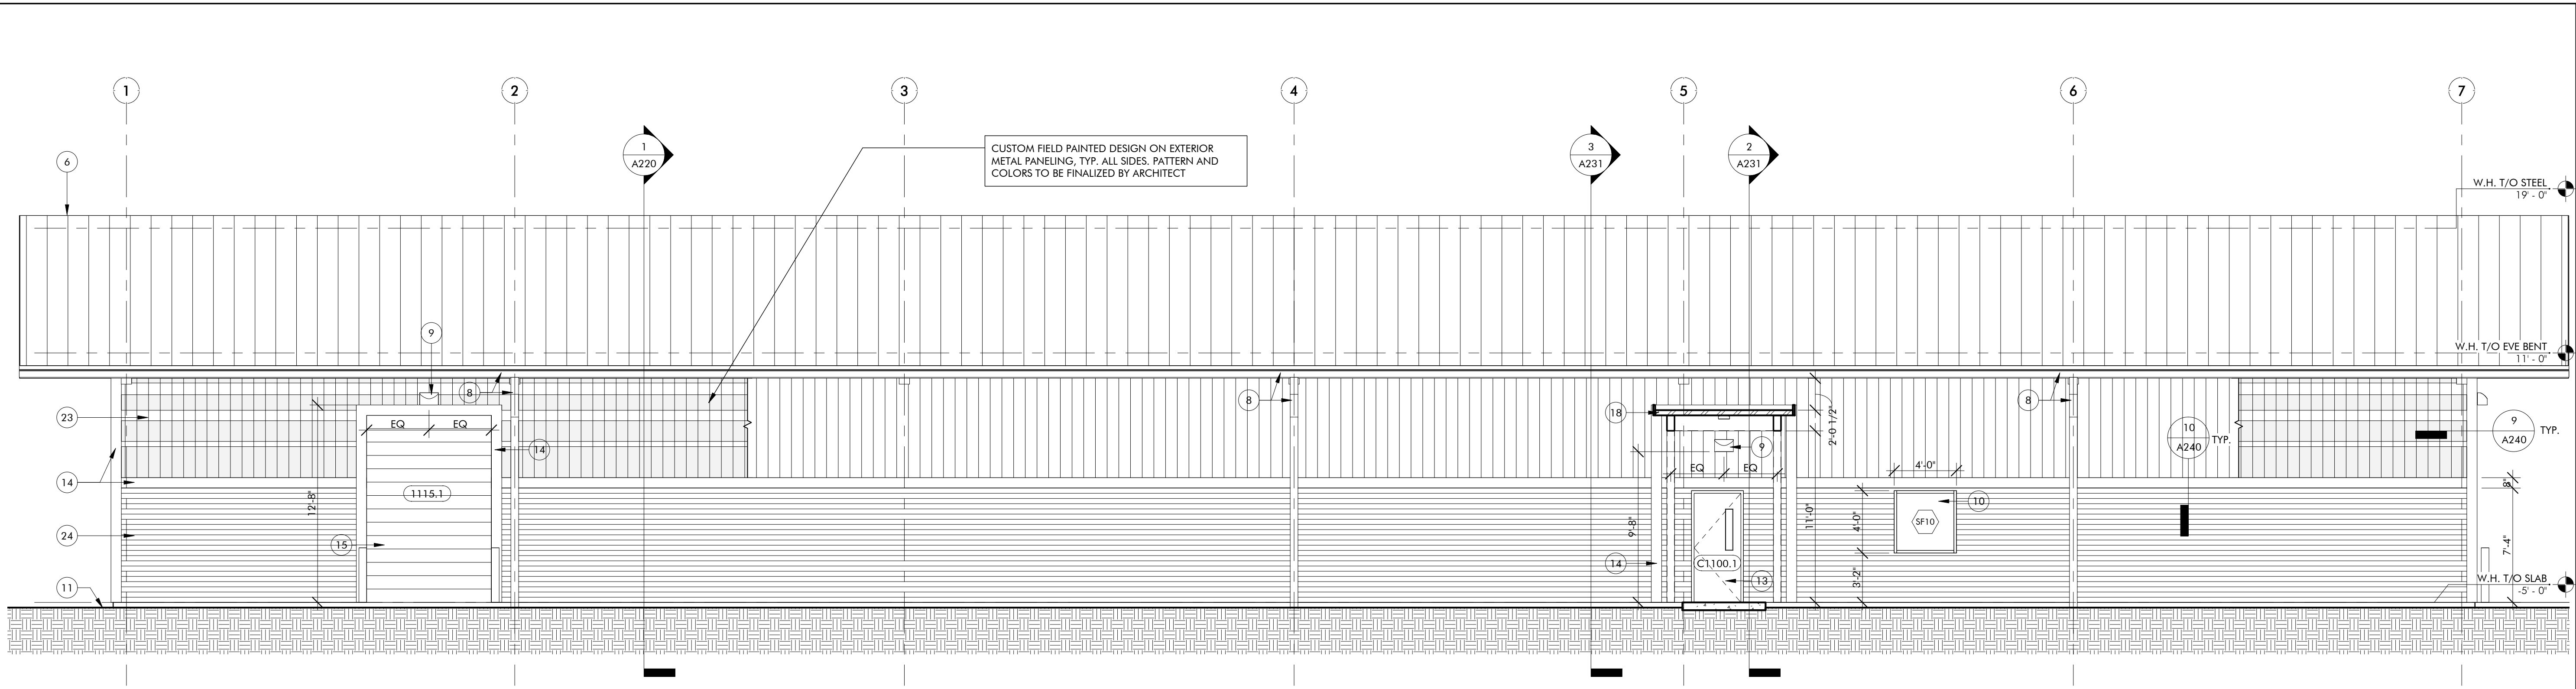 1
2
3
4
5
6
7
6
1
A220
CUSTOM FIELD PAINTED DESIGN ON EXTERIOR
METAL PANELING, TYP. ALL SIDES. PATTERN AND
COLORS TO BE FINALIZED BY ARCHITECT
3
A231
2
A231
W.H. T/O STEEL
19' - 0"
W.H. T/O EVE BENT
11' - 0"
9
8
8
8
23
18
2'-0 1/2"
EQ
EQ
14
9
10
A240
TYP.
9
A240
TYP.
EQ
EQ
4'-0"
14
1115.1
12'-8"
8"
10
SF10
9'-8"
11'-0"
4'-0"
24
15
7'-4"
14
C1100.1
13
3'-2"
11
W.H. T/O SLAB
-5' - 0"